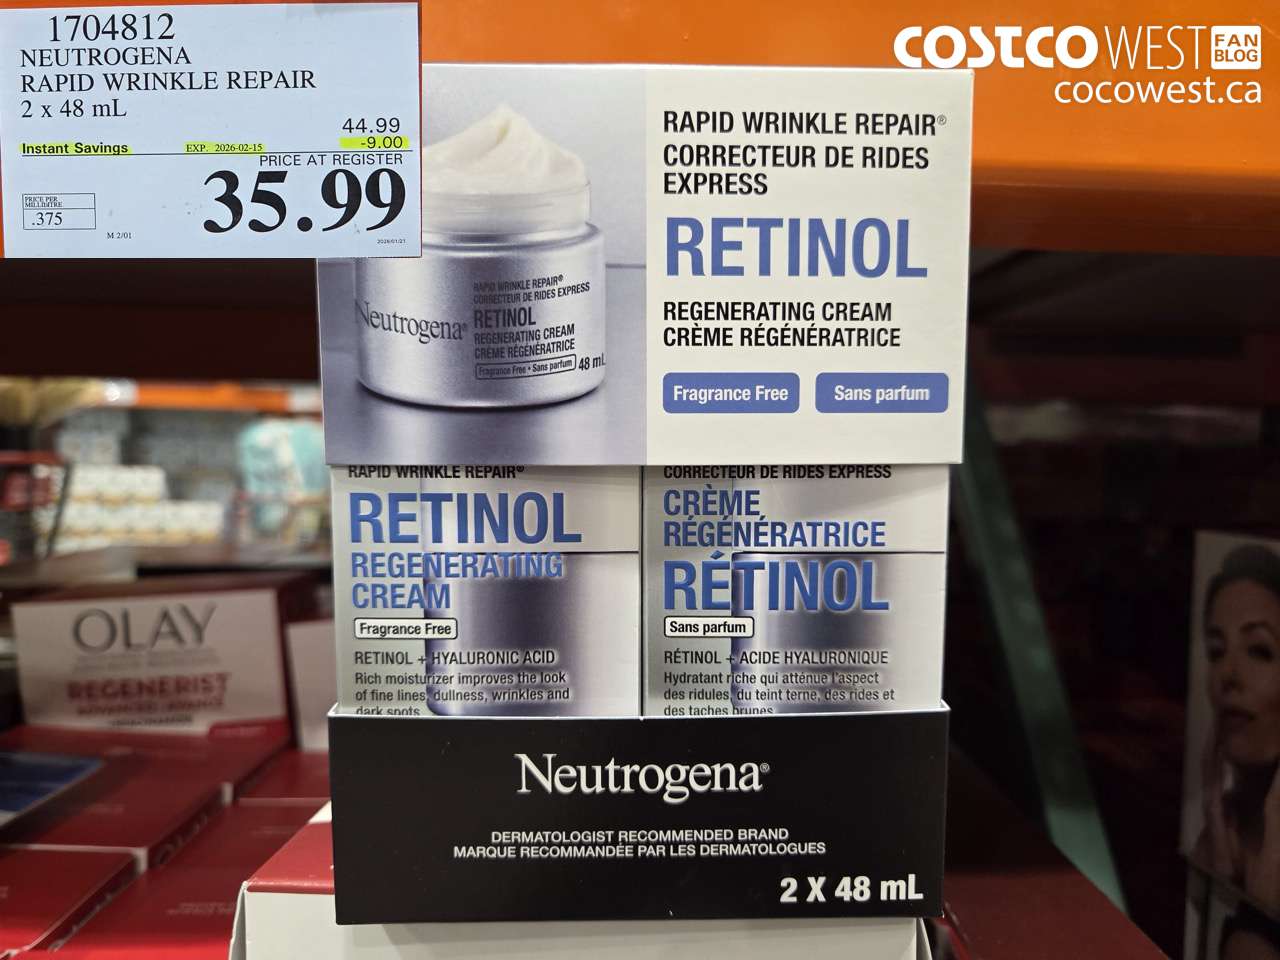 1704812
NEUTROGENA
RAPID WRINKLE REPAIR
2 x 48 mL
44.99
Instant Savings EXP. 2026-02-15 -9.00
PRICE AT REGISTER
35.99
PRICE PER
MILLILITRE
.375
M 2/01
2026/01/21
COSTCO WEST FAN BLOG
cocowest.ca
RAPID WRINKLE REPAIR®
CORRECTEUR DE RIDES
EXPRESS
RETINOL
REGENERATING CREAM
CRÈME RÉGÉNÉRATRICE
Fragrance Free Sans parfum
Neutrogena®
RAPID WRINKLE REPAIR®
CORRECTEUR DE RIDES EXPRESS
RETINOL
REGENERATING CREAM
CRÈME RÉGÉNÉRATRICE
Fragrance Free • Sans parfum 48 mL
RAPID WRINKLE REPAIR®
RETINOL
REGENERATING
CREAM
Fragrance Free
RETINOL + HYALURONIC ACID
Rich moisturizer improves the look
of fine lines, dullness, wrinkles and
dark spots
CORRECTEUR DE RIDES EXPRESS
CRÈME
RÉGÉNÉRATRICE
RÉTINOL
Sans parfum
RÉTINOL + ACIDE HYALURONIQUE
Hydratant riche qui atténue l'aspect
des ridules, du teint terne, des rides et
des taches brunes
Neutrogena®
DERMATOLOGIST RECOMMENDED BRAND
MARQUE RECOMMANDÉE PAR LES DERMATOLOGUES
2 X 48 mL
OLAY
REGENERIST